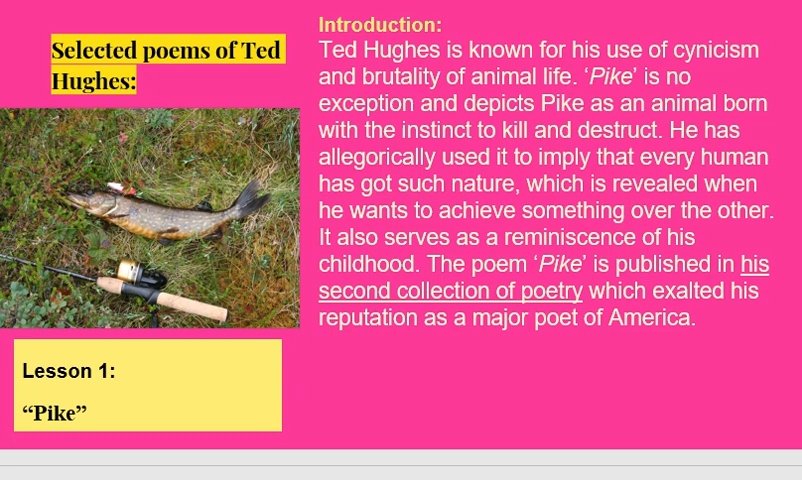 Selected poems of Ted
Hughes:
Introduction:
Ted Hughes is known for his use of cynicism
and brutality of animal life. ‘Pike’ is no
exception and depicts Pike as an animal born
with the instinct to kill and destruct. He has
allegorically used it to imply that every human
has got such nature, which is revealed when
he wants to achieve something over the other.
It also serves as a reminiscence of his
childhood. The poem ‘Pike’ is published in his
second collection of poetry which exalted his
reputation as a major poet of America.
Lesson 1:
“Pike”